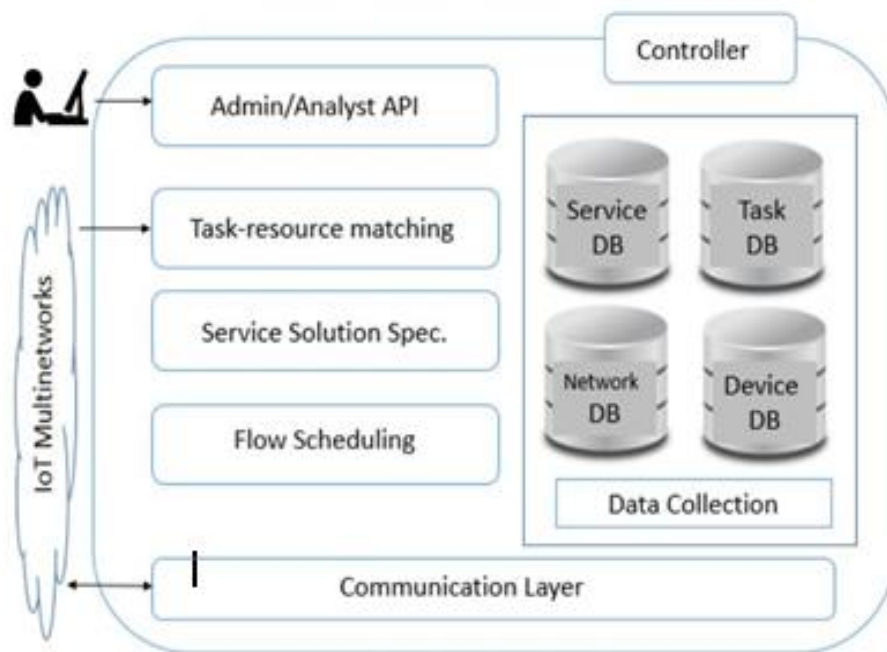 Controller
Admin/Analyst API
Task-resource matching
Service Solution Spec.
Flow Scheduling
Communication Layer
IoT Multinetworks
Service
DB
Task
DB
Network
DB
Device
DB
Data Collection